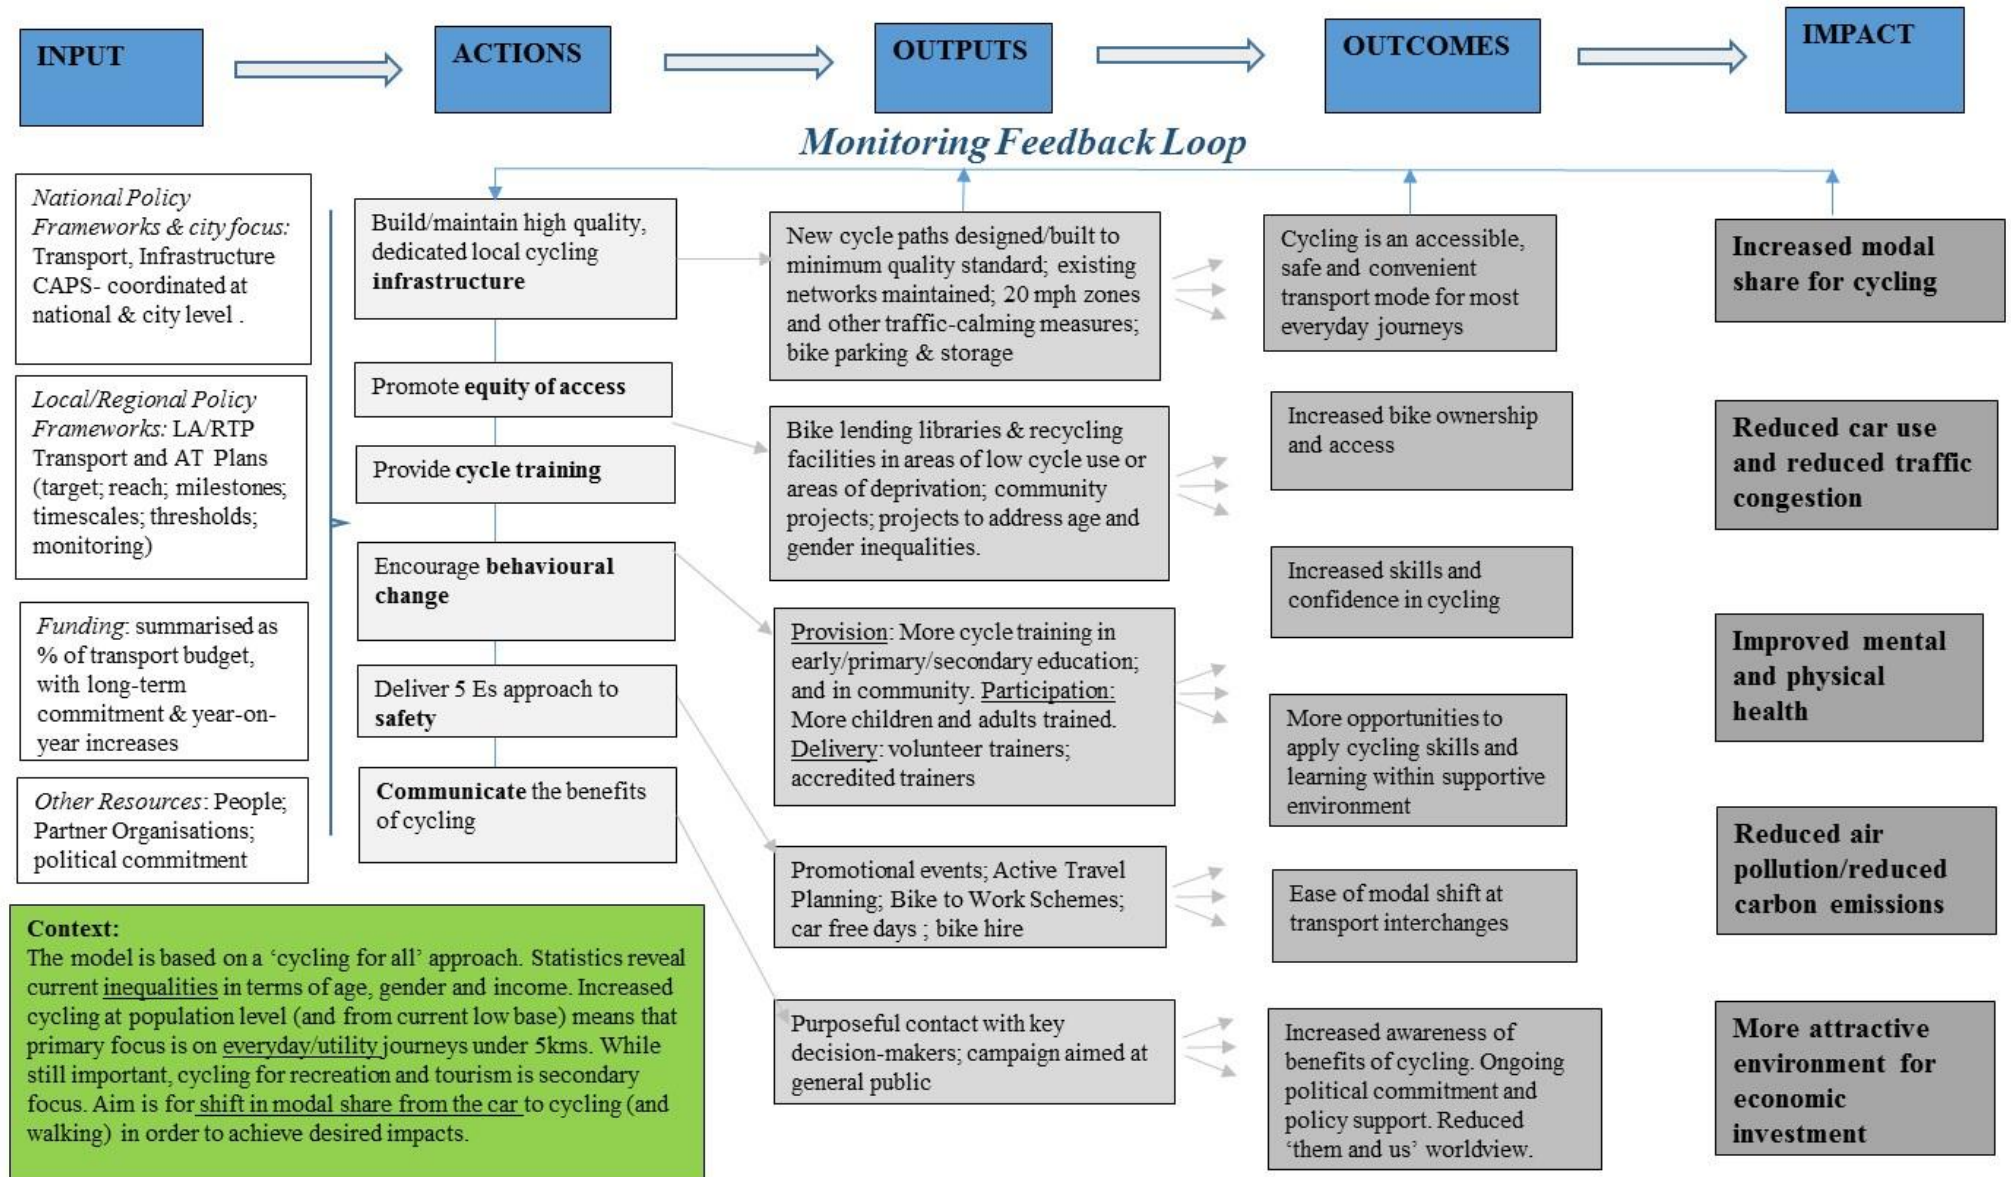 INPUT
ACTIONS
OUTPUTS
OUTCOMES
IMPACT
Monitoring Feedback Loop
National Policy
Frameworks & city focus:
Transport, Infrastructure
CAPS- coordinated at
national & city level .
Local/Regional Policy
Frameworks: LA/RTP
Transport and AT Plans
(target; reach; milestones;
timescales; thresholds;
monitoring)
Funding: summarised as
% of transport budget,
with long-term
commitment & year-on-
year increases
Other Resources: People;
Partner Organisations;
political commitment
Build/maintain high quality,
dedicated local cycling
infrastructure
Promote equity of access
Provide cycle training
Encourage behavioural
change
Deliver 5 Es approach to
safety
Communicate the benefits
of cycling
New cycle paths designed/built to
minimum quality standard; existing
networks maintained; 20 mph zones
and other traffic-calming measures;
bike parking & storage
Bike lending libraries & recycling
facilities in areas of low cycle use or
areas of deprivation; community
projects; projects to address age and
gender inequalities.
Provision: More cycle training in
early/primary/secondary education;
and in community. Participation:
More children and adults trained.
Delivery: volunteer trainers;
accredited trainers
Promotional events; Active Travel
Planning; Bike to Work Schemes;
car free days ; bike hire
Purposeful contact with key
decision-makers; campaign aimed at
general public
Cycling is an accessible,
safe and convenient
transport mode for most
everyday journeys
Increased bike ownership
and access
Increased skills and
confidence in cycling
More opportunities to
apply cycling skills and
learning within supportive
environment
Ease of modal shift at
transport interchanges
Increased awareness of
benefits of cycling. Ongoing
political commitment and
policy support. Reduced
‘them and us’ worldview.
Increased modal
share for cycling
Reduced car use
and reduced traffic
congestion
Improved mental
and physical
health
Reduced air
pollution/reduced
carbon emissions
More attractive
environment for
economic
investment
Context:
The model is based on a ‘cycling for all’ approach. Statistics reveal
current inequalities in terms of age, gender and income. Increased
cycling at population level (and from current low base) means that
primary focus is on everyday/utility journeys under 5kms. While
still important, cycling for recreation and tourism is secondary
focus. Aim is for shift in modal share from the car to cycling (and
walking) in order to achieve desired impacts.